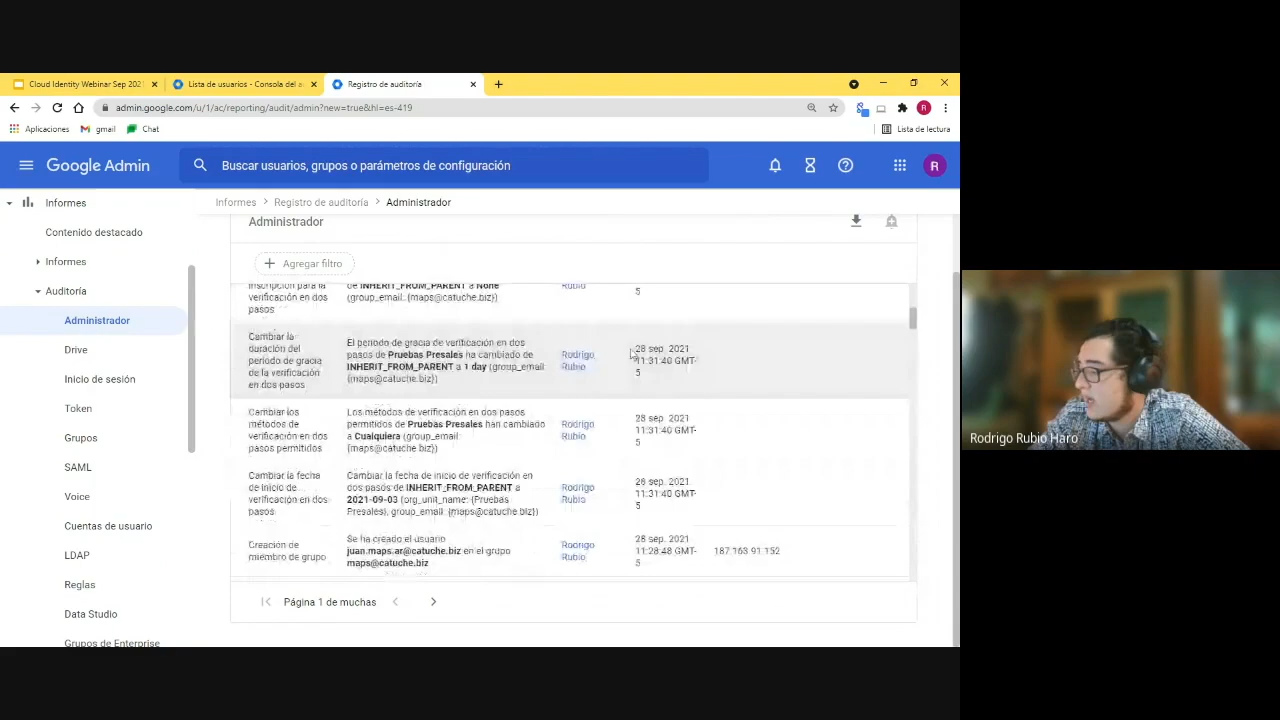 Cloud Identity Webinar Sep 202
Lista de usuarios - Consola del a
Registro de auditoría
admin.google.com/u/1/ac/reporting/audit/admin?new=true&hl=es-419
Aplicaciones
gmail
Chat
Lista de lectura
Google Admin
Buscar usuarios, grupos o parámetros de configuración
R
Informes
Contenido destacado
Informes
Auditoría
Administrador
Drive
Inicio de sesión
Token
Grupos
SAML
Voice
Cuentas de usuario
LDAP
Reglas
Data Studio
Grupos de Enterprise
Informes > Registro de auditoría > Administrador
Administrador
Agregar filtro
inscripción para la
verificación en dos
pasos
de INHERIT_FROM_PARENT a None
(group_email: {maps@catuche.biz})
Rubio
5
Cambiar la
duración del
período de gracia
de la verificación
en dos pasos
El período de gracia de verificación en dos
pasos de Pruebas Presales ha cambiado de
INHERIT_FROM_PARENT a 1 day (group_email:
{maps@catuche.biz})
Rodrigo
Rubio
28 sep. 2021
11:31:40 GMT-
5
Cambiar los
métodos de
verificación en dos
pasos permitidos
Los métodos de verificación en dos pasos
permitidos de Pruebas Presales han cambiado
a Cualquiera (group_email:
{maps@catuche.biz})
Rodrigo
Rubio
28 sep. 2021
11:31:40 GMT-
5
Cambiar la fecha
de inicio de
verificación en dos
pasos
Cambiar la fecha de inicio de verificación en
dos pasos de INHERIT_FROM_PARENT a
2021-09-03 (org_unit_name: {Pruebas
Presales}, group_email: {maps@catuche.biz})
Rodrigo
Rubio
28 sep. 2021
11:31:40 GMT-
5
Creación de
miembro de grupo
Se ha creado el usuario
juan.maps.ar@catuche.biz en el grupo
maps@catuche.biz
Rodrigo
Rubio
28 sep. 2021
11:28:48 GMT-
5
187.163.91.152
Página 1 de muchas
Rodrigo Rubio Haro